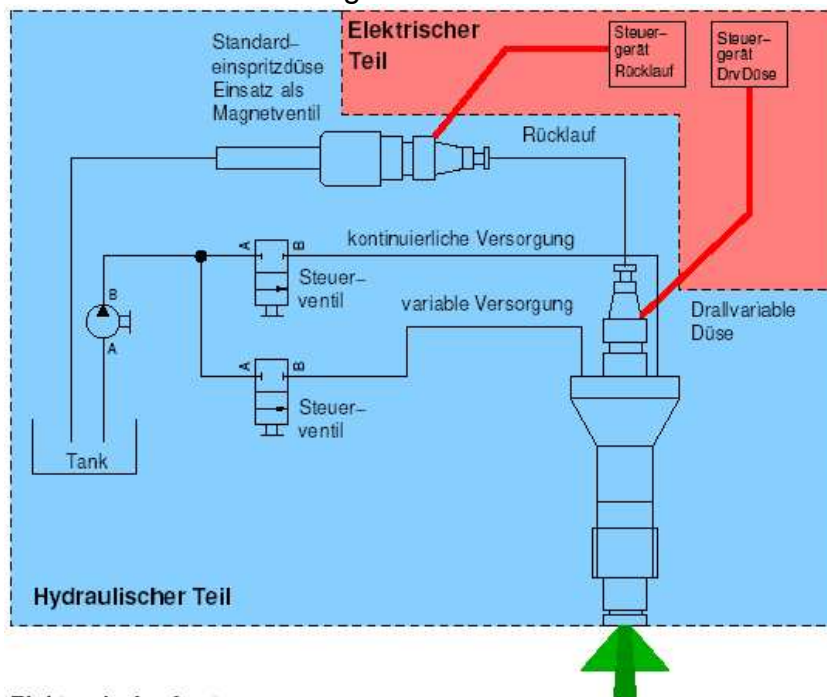 Elektrischer
Teil
Standard-
einspritzdüse
Einsatz als
Magnetventil
Steuer-
gerät
Rücklauf
Steuer-
gerät
DrvDüse
Rücklauf
A
B
kontinuierliche Versorgung
Steuer-
ventil
variable Versorgung
Drallvariable
Düse
B
A
A
B
Steuer-
ventil
Tank
Hydraulischer Teil